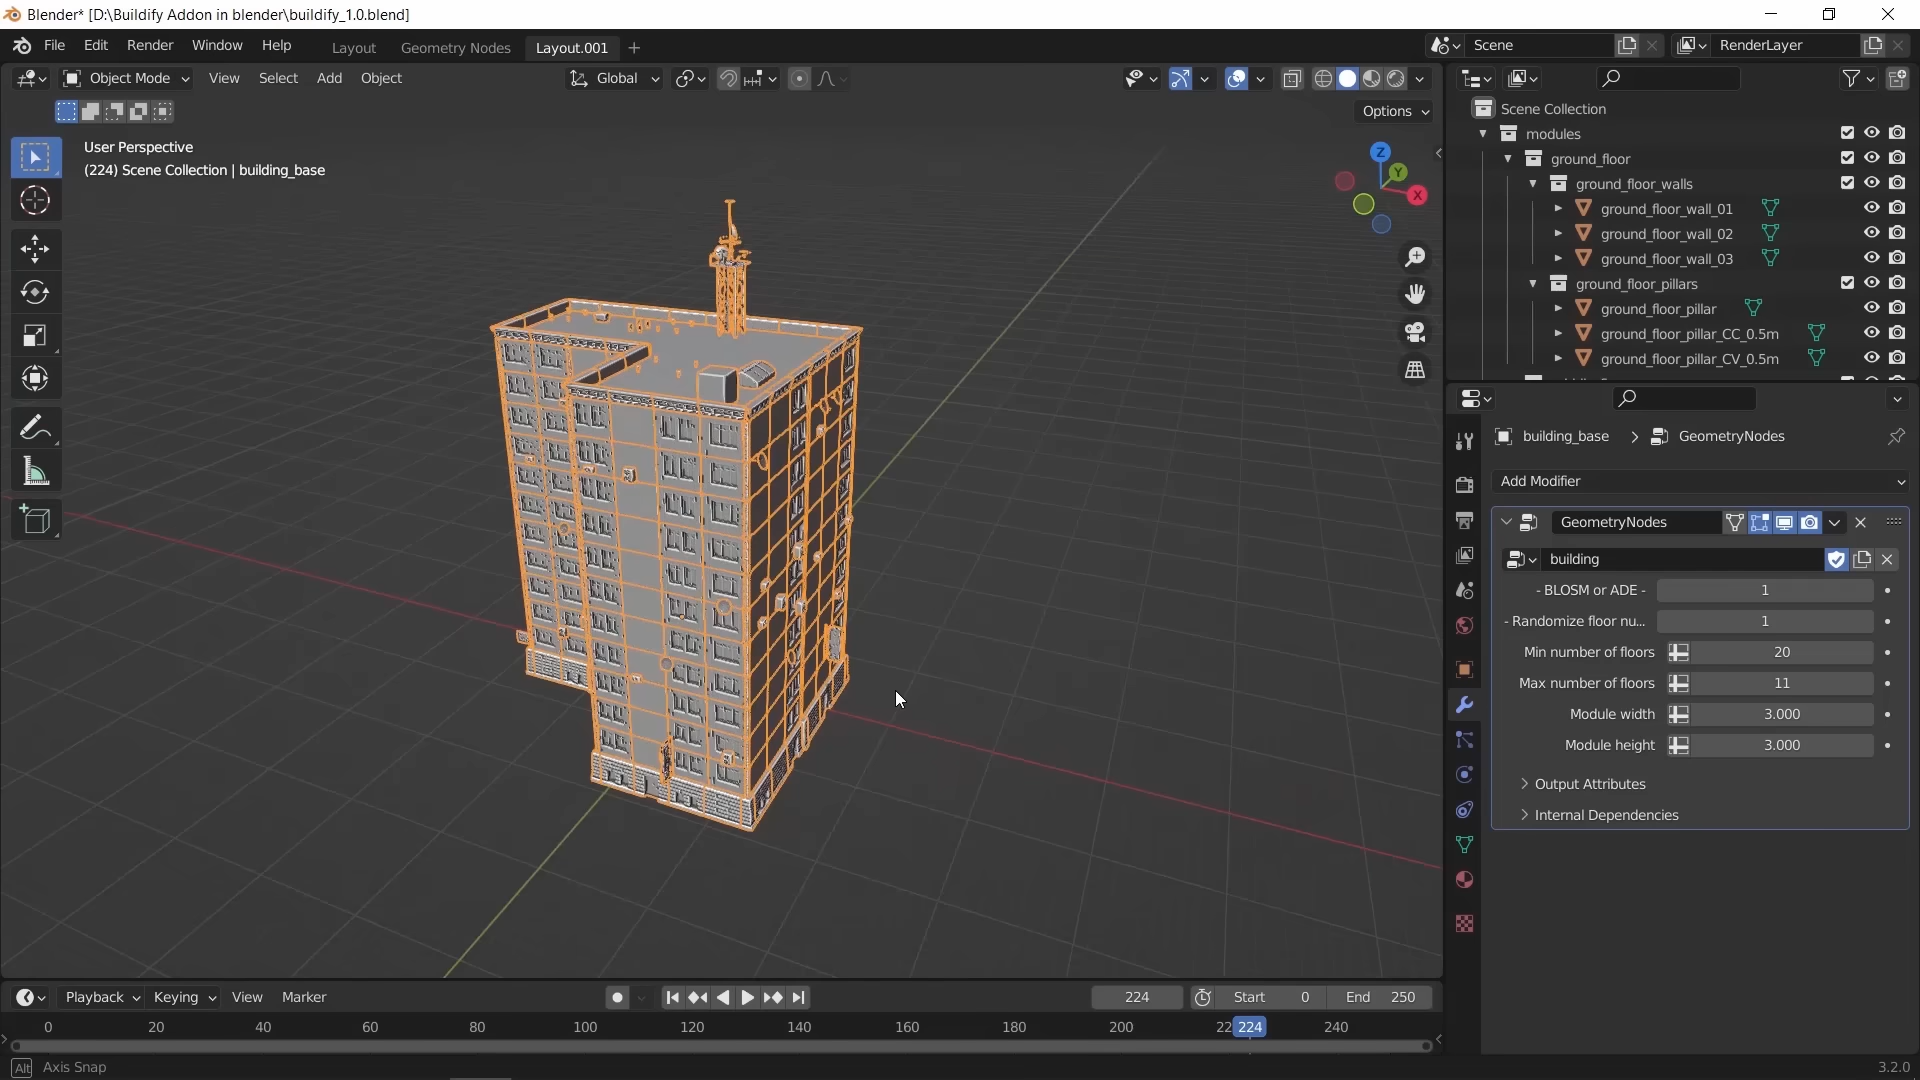 Blender* [D:\Buildify Addon in blender\buildify_1.0.blend]
File Edit Render Window Help Layout Geometry Nodes Layout.001 Scene RenderLayer
Object Mode View Select Add Object Global
Options
User Perspective
(224) Scene Collection | building_base
Z
Y
X
Scene Collection
modules
ground_floor
ground_floor_walls
ground_floor_wall_01
ground_floor_wall_02
ground_floor_wall_03
ground_floor_pillars
ground_floor_pillar
ground_floor_pillar_CC_0.5m
ground_floor_pillar_CV_0.5m
building_base GeometryNodes
Add Modifier
GeometryNodes
building
- BLOSM or ADE - 1
- Randomize floor nu... 1
Min number of floors 20
Max number of floors 11
Module width 3.000
Module height 3.000
Output Attributes
Internal Dependencies
Playback Keying View Marker 224 Start 0 End 250
0 20 40 60 80 100 120 140 160 180 200 22 224 240
Alt Axis Snap 3.2.0